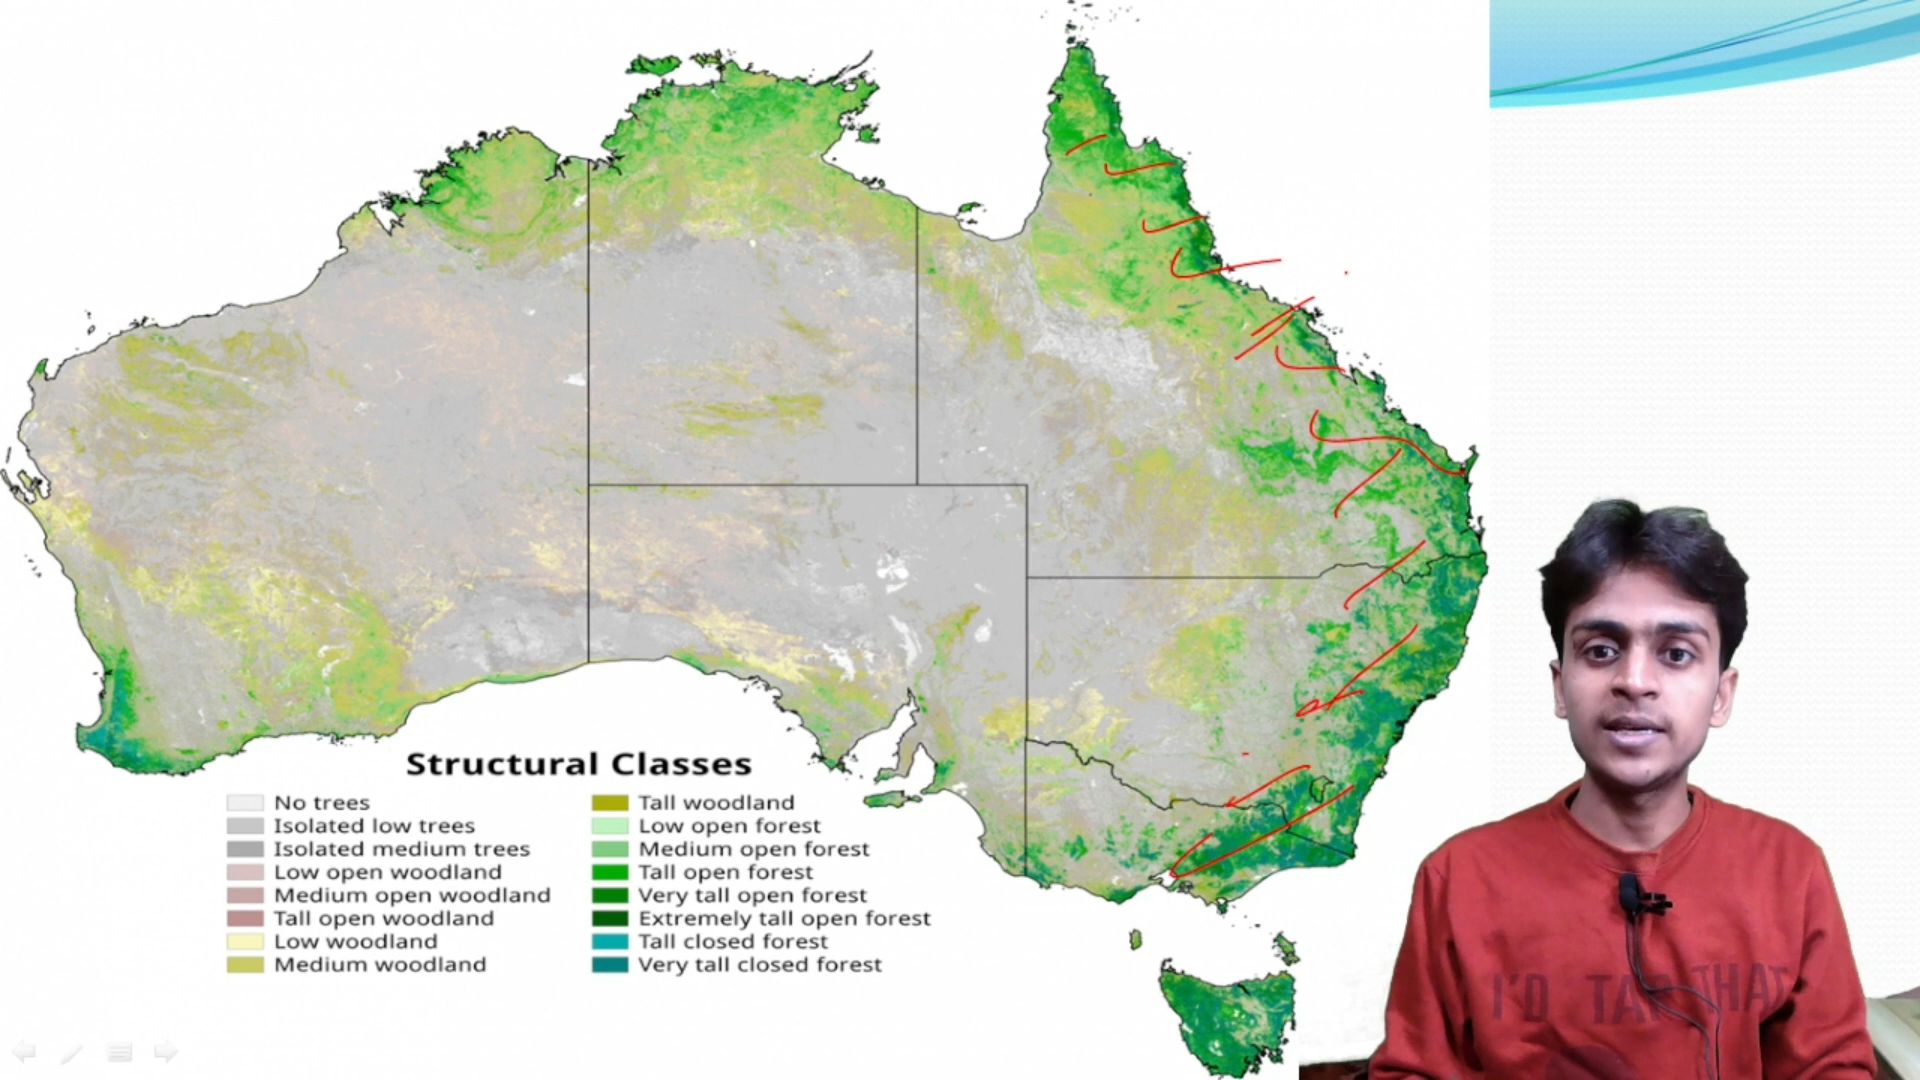 Structural Classes
No trees
Isolated low trees
Isolated medium trees
Low open woodland
Medium open woodland
Tall open woodland
Low woodland
Medium woodland
Tall woodland
Low open forest
Medium open forest
Tall open forest
Very tall open forest
Extremely tall open forest
Tall closed forest
Very tall closed forest
I'D TAP THAT